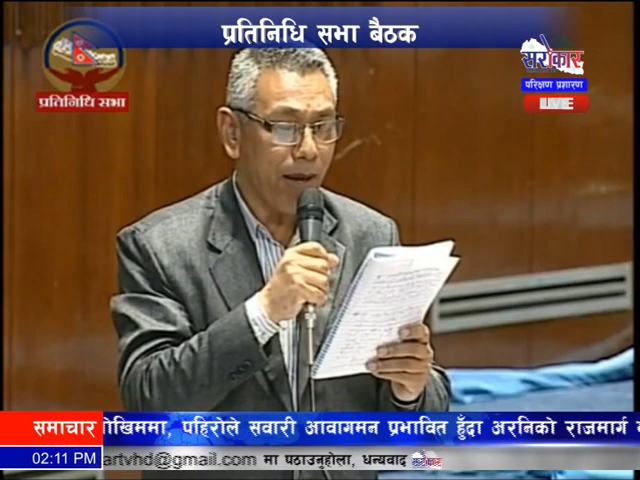 प्रतिनिधि सभा बैठक
प्रतिनिधि सभा
सरोकार
परिक्षण प्रशारण
LIVE
समाचार
ोखिममा, पहिरोले सवारी आवागमन प्रभावित हुँदा अरनिको राजमार्ग
02:11 PM
artvhd@gmail.com मा पठाउनुहोला, धन्यवाद सरोकार